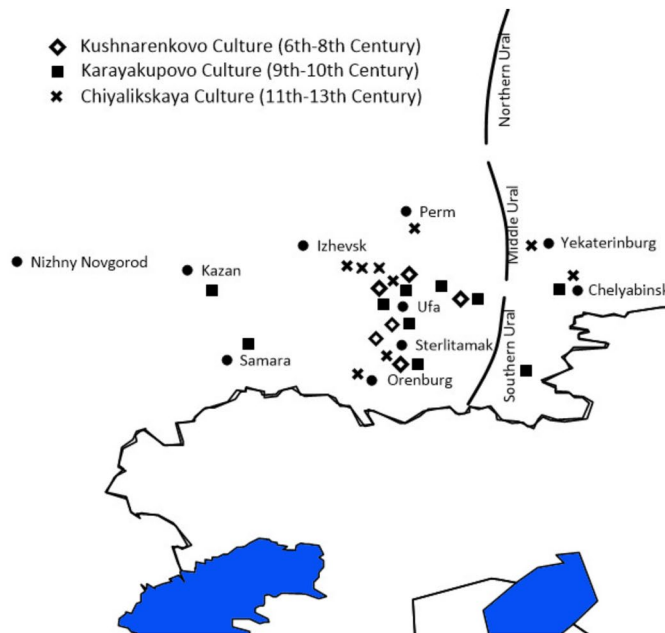 Kushnarenkovo Culture (6th-8th Century)
Karayakupovo Culture (9th-10th Century)
Chiyalikskaya Culture (11th-13th Century)
Northern Ural
Middle Ural
Southern Ural
Perm
Izhevsk
Yekaterinburg
Nizhny Novgorod
Kazan
Chelyabinsk
Ufa
Sterlitamak
Samara
Orenburg